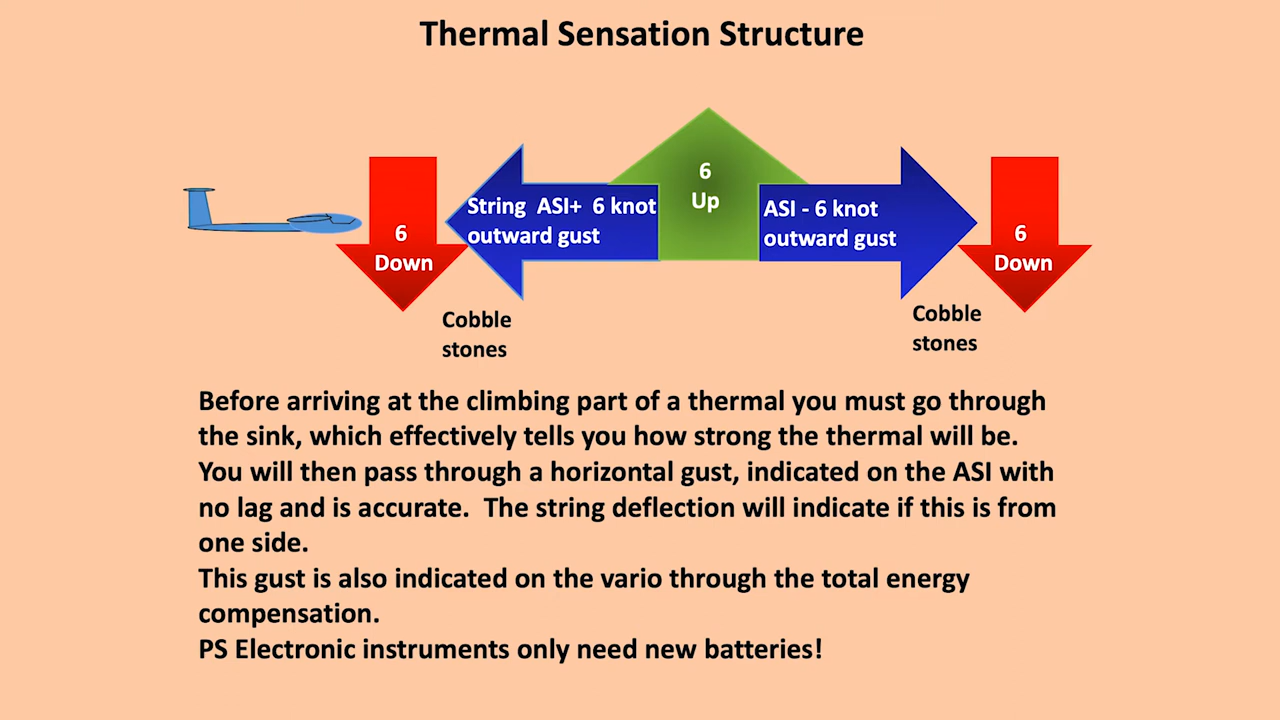 Thermal Sensation Structure
6
Down
String ASI+ 6 knot
outward gust
6
Up
ASI - 6 knot
outward gust
6
Down
Cobble
stones
Cobble
stones
Before arriving at the climbing part of a thermal you must go through
the sink, which effectively tells you how strong the thermal will be.
You will then pass through a horizontal gust, indicated on the ASI with
no lag and is accurate. The string deflection will indicate if this is from
one side.
This gust is also indicated on the vario through the total energy
compensation.
PS Electronic instruments only need new batteries!